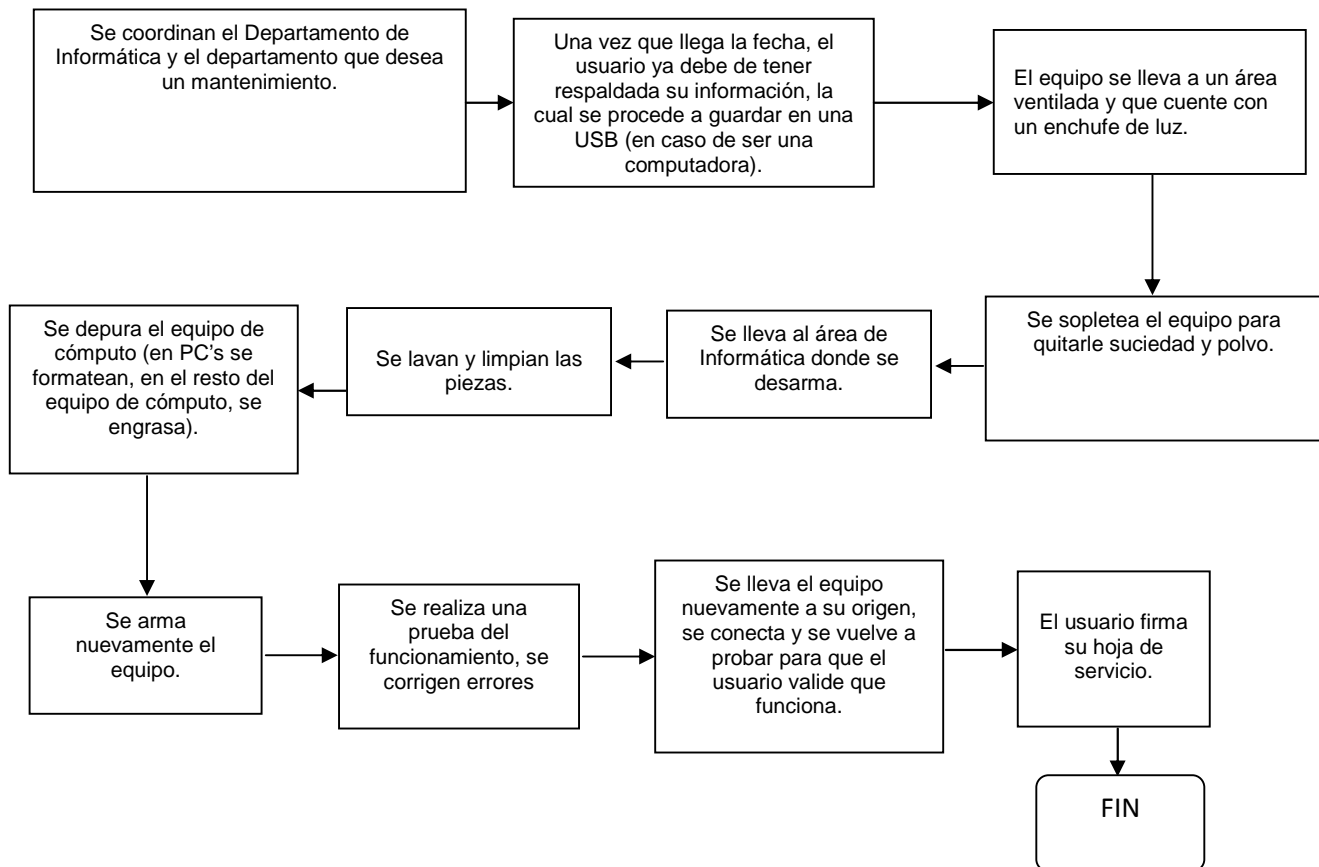 Se coordinan el Departamento de
Informática y el departamento que desea
un mantenimiento.
Una vez que llega la fecha, el
usuario ya debe de tener
respaldada su información, la
cual se procede a guardar en una
USB (en caso de ser una
computadora).
El equipo se lleva a un área
ventilada y que cuente con
un enchufe de luz.
Se sopletea el equipo para
quitarle suciedad y polvo.
Se lleva al área de
Informática donde se
desarma.
Se lavan y limpian las
piezas.
Se depura el equipo de
cómputo (en PC’s se
formatean, en el resto del
equipo de cómputo, se
engrasa).
Se arma
nuevamente el
equipo.
Se realiza una
prueba del
funcionamiento, se
corrigen errores
Se lleva el equipo
nuevamente a su origen,
se conecta y se vuelve a
probar para que el
usuario valide que
funciona.
El usuario firma
su hoja de
servicio.
FIN